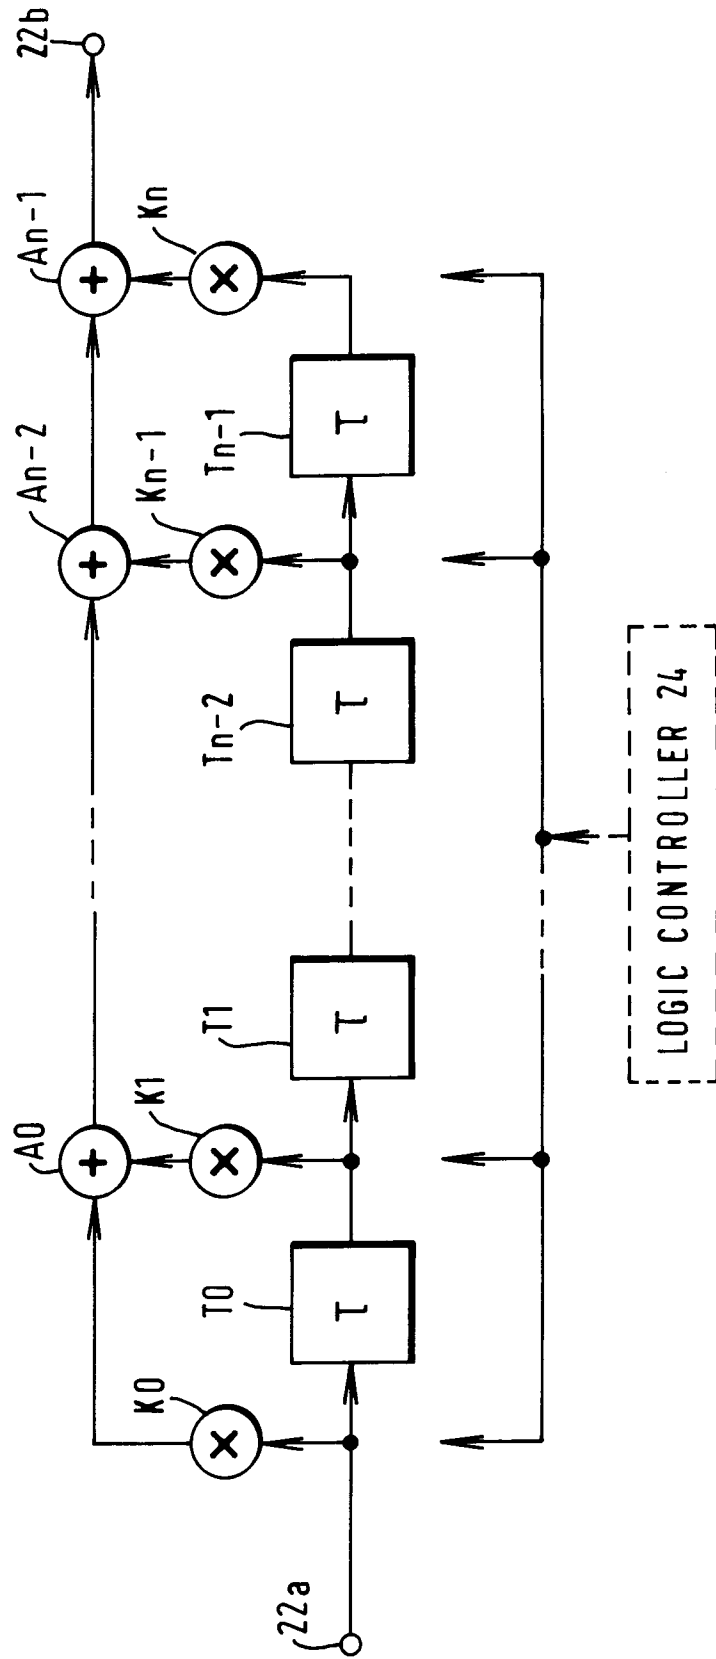 22b
An-1
Kn
An-2
Kn-1
Tn-1
τ
Tn-2
τ
A0
K1
T1
τ
K0
T0
τ
22a
LOGIC CONTROLLER 24